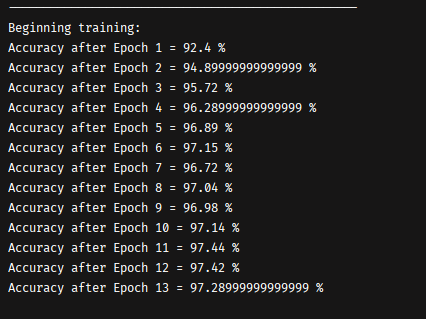 Beginning training:
Accuracy after Epoch 1 = 92.4 %
Accuracy after Epoch 2 = 94.89999999999999 %
Accuracy after Epoch 3 = 95.72 %
Accuracy after Epoch 4 = 96.28999999999999 %
Accuracy after Epoch 5 = 96.89 %
Accuracy after Epoch 6 = 97.15 %
Accuracy after Epoch 7 = 96.72 %
Accuracy after Epoch 8 = 97.04 %
Accuracy after Epoch 9 = 96.98 %
Accuracy after Epoch 10 = 97.14 %
Accuracy after Epoch 11 = 97.44 %
Accuracy after Epoch 12 = 97.42 %
Accuracy after Epoch 13 = 97.28999999999999 %